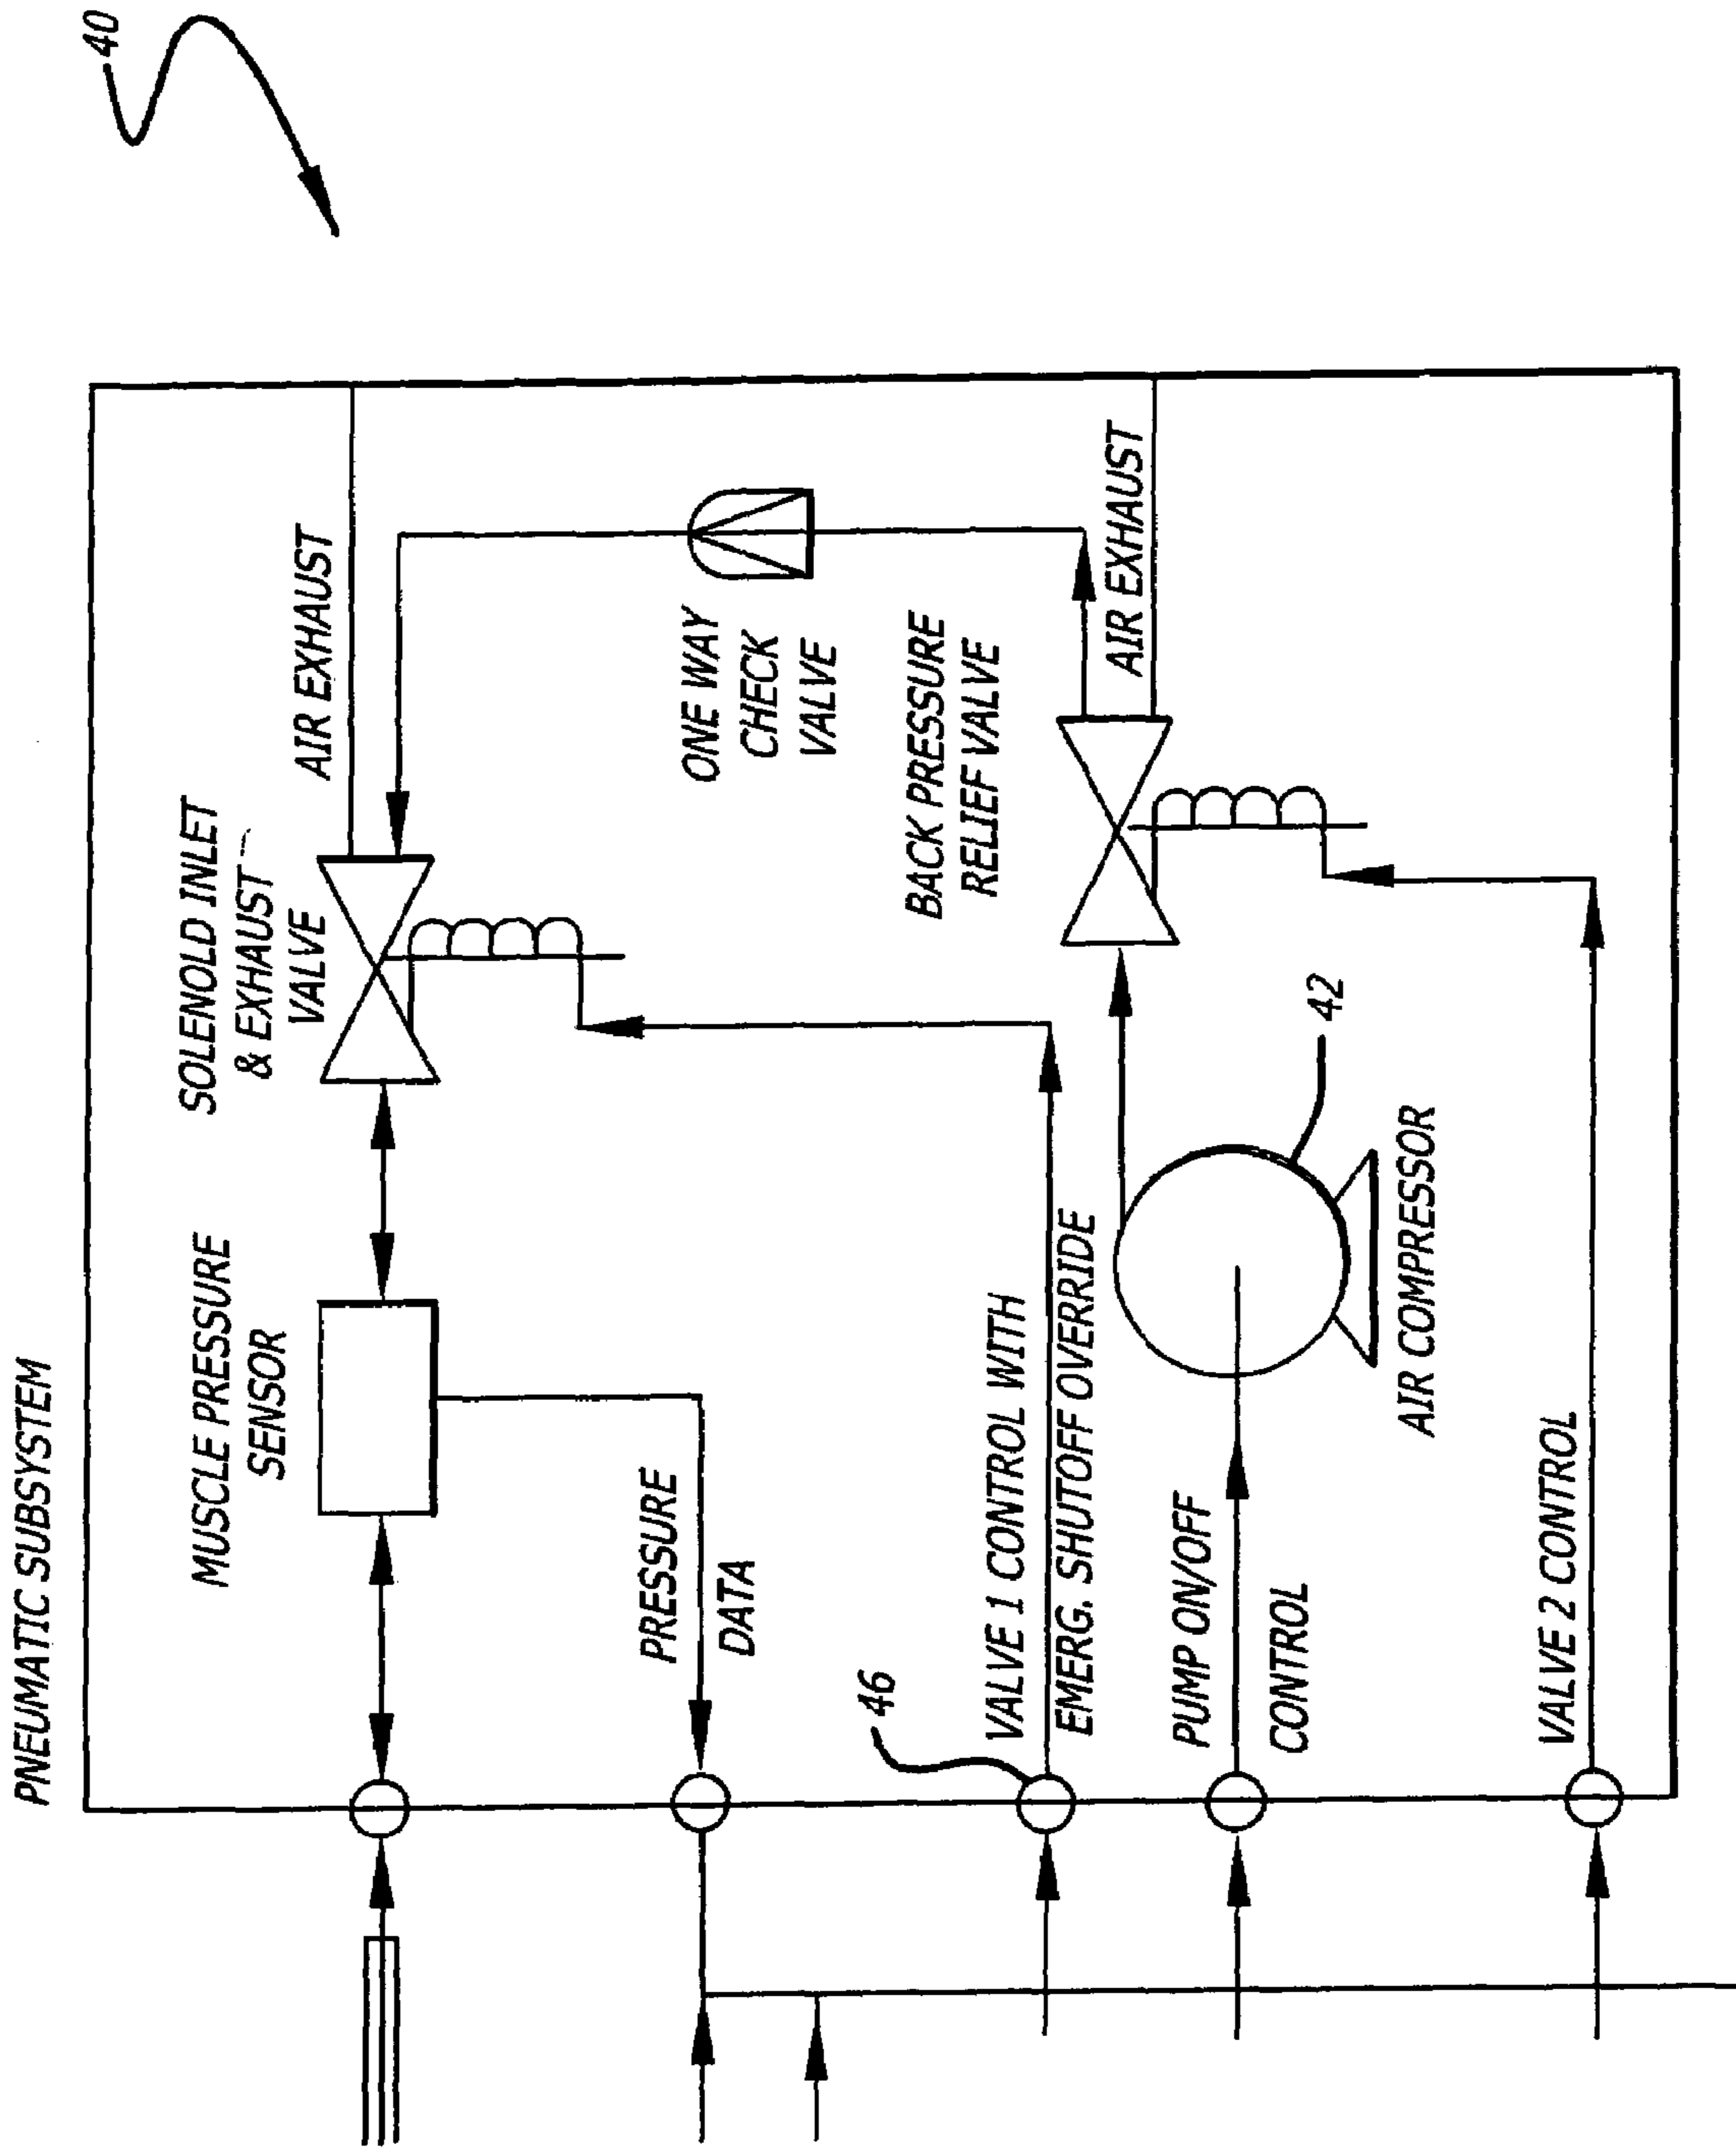 PNEUMATIC SUBSYSTEM
40
MUSCLE PRESSURE
SENSOR
SOLENOLD INLET
& EXHAUST
VALVE
AIR EXHAUST
PRESSURE
DATA
ONE WAY
CHECK
VALVE
46
VALVE 1 CONTROL WITH
EMERG. SHUTOFF OVERRIDE
BACK PRESSURE
RELIEF VALVE
AIR EXHAUST
PUMP ON/OFF
CONTROL
42
AIR COMPRESSOR
VALVE 2 CONTROL